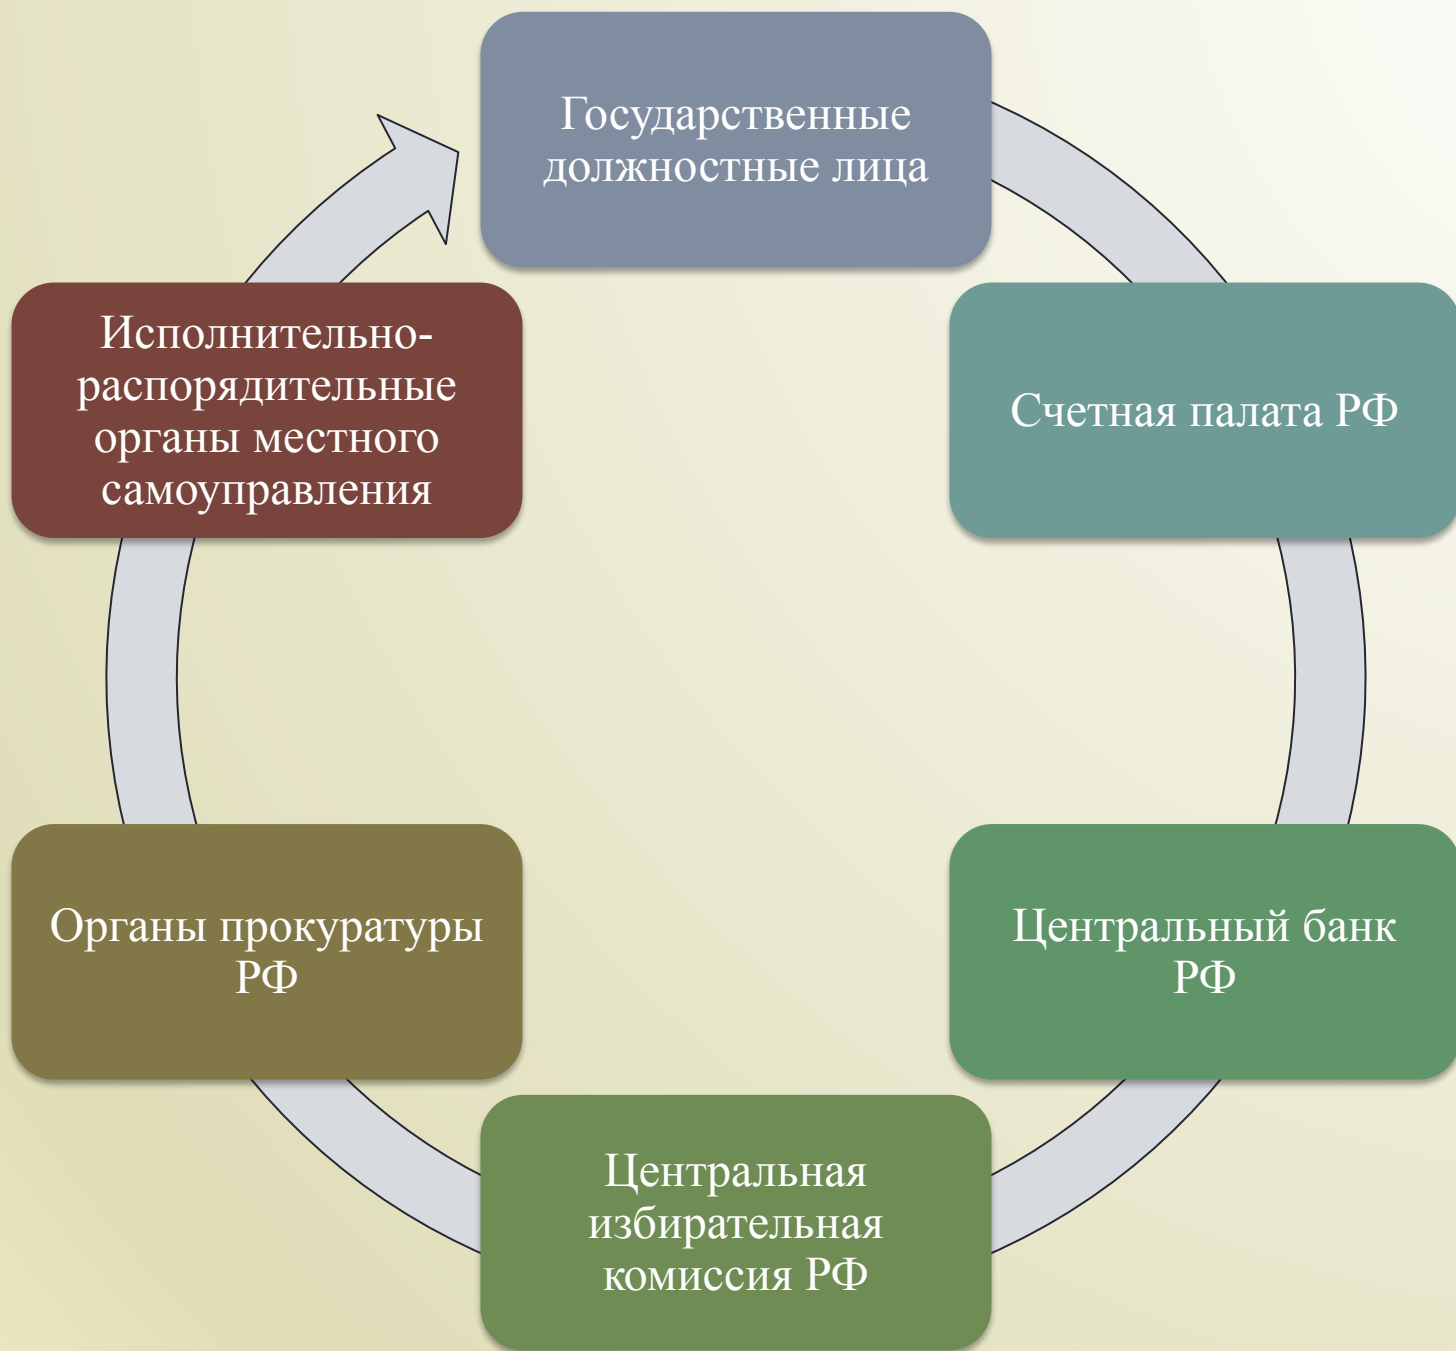 Государственные
должностные лица
Счетная палата РФ
Центральный банк
РФ
Центральная
избирательная
комиссия РФ
Органы прокуратуры
РФ
Исполнительно-
распорядительные
органы местного
самоуправления